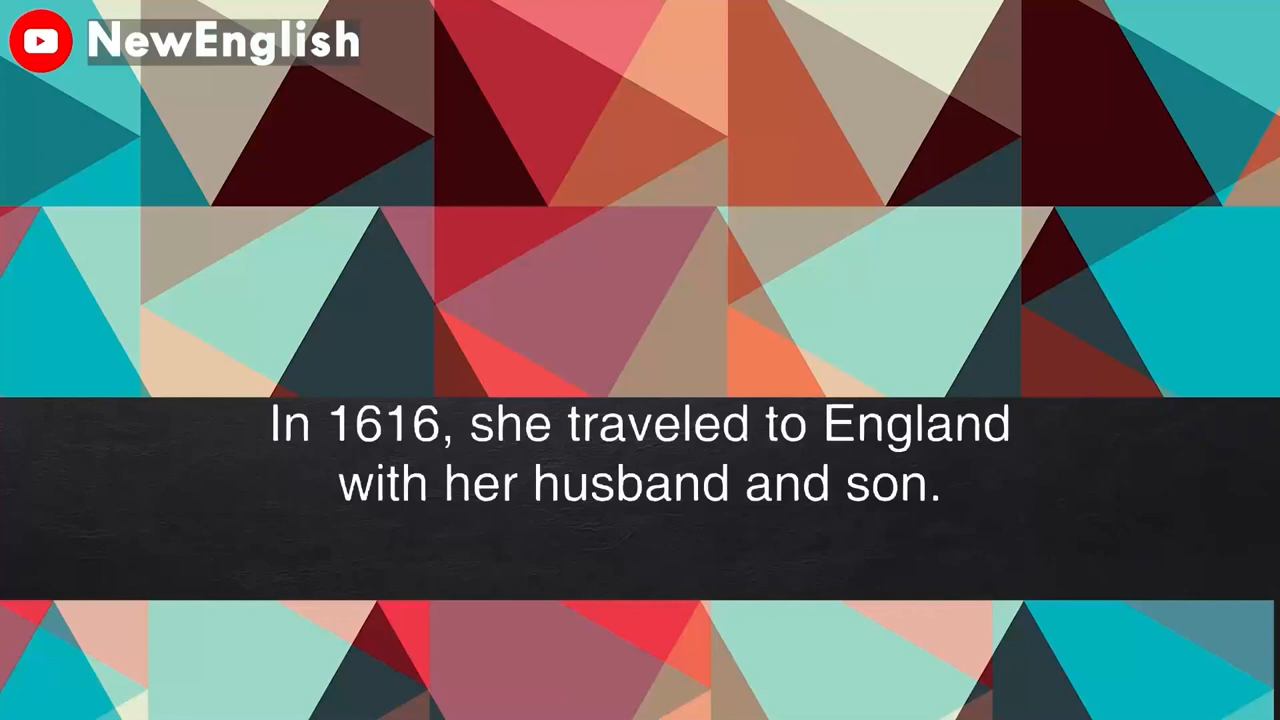 NewEnglish
In 1616, she traveled to England
with her husband and son.